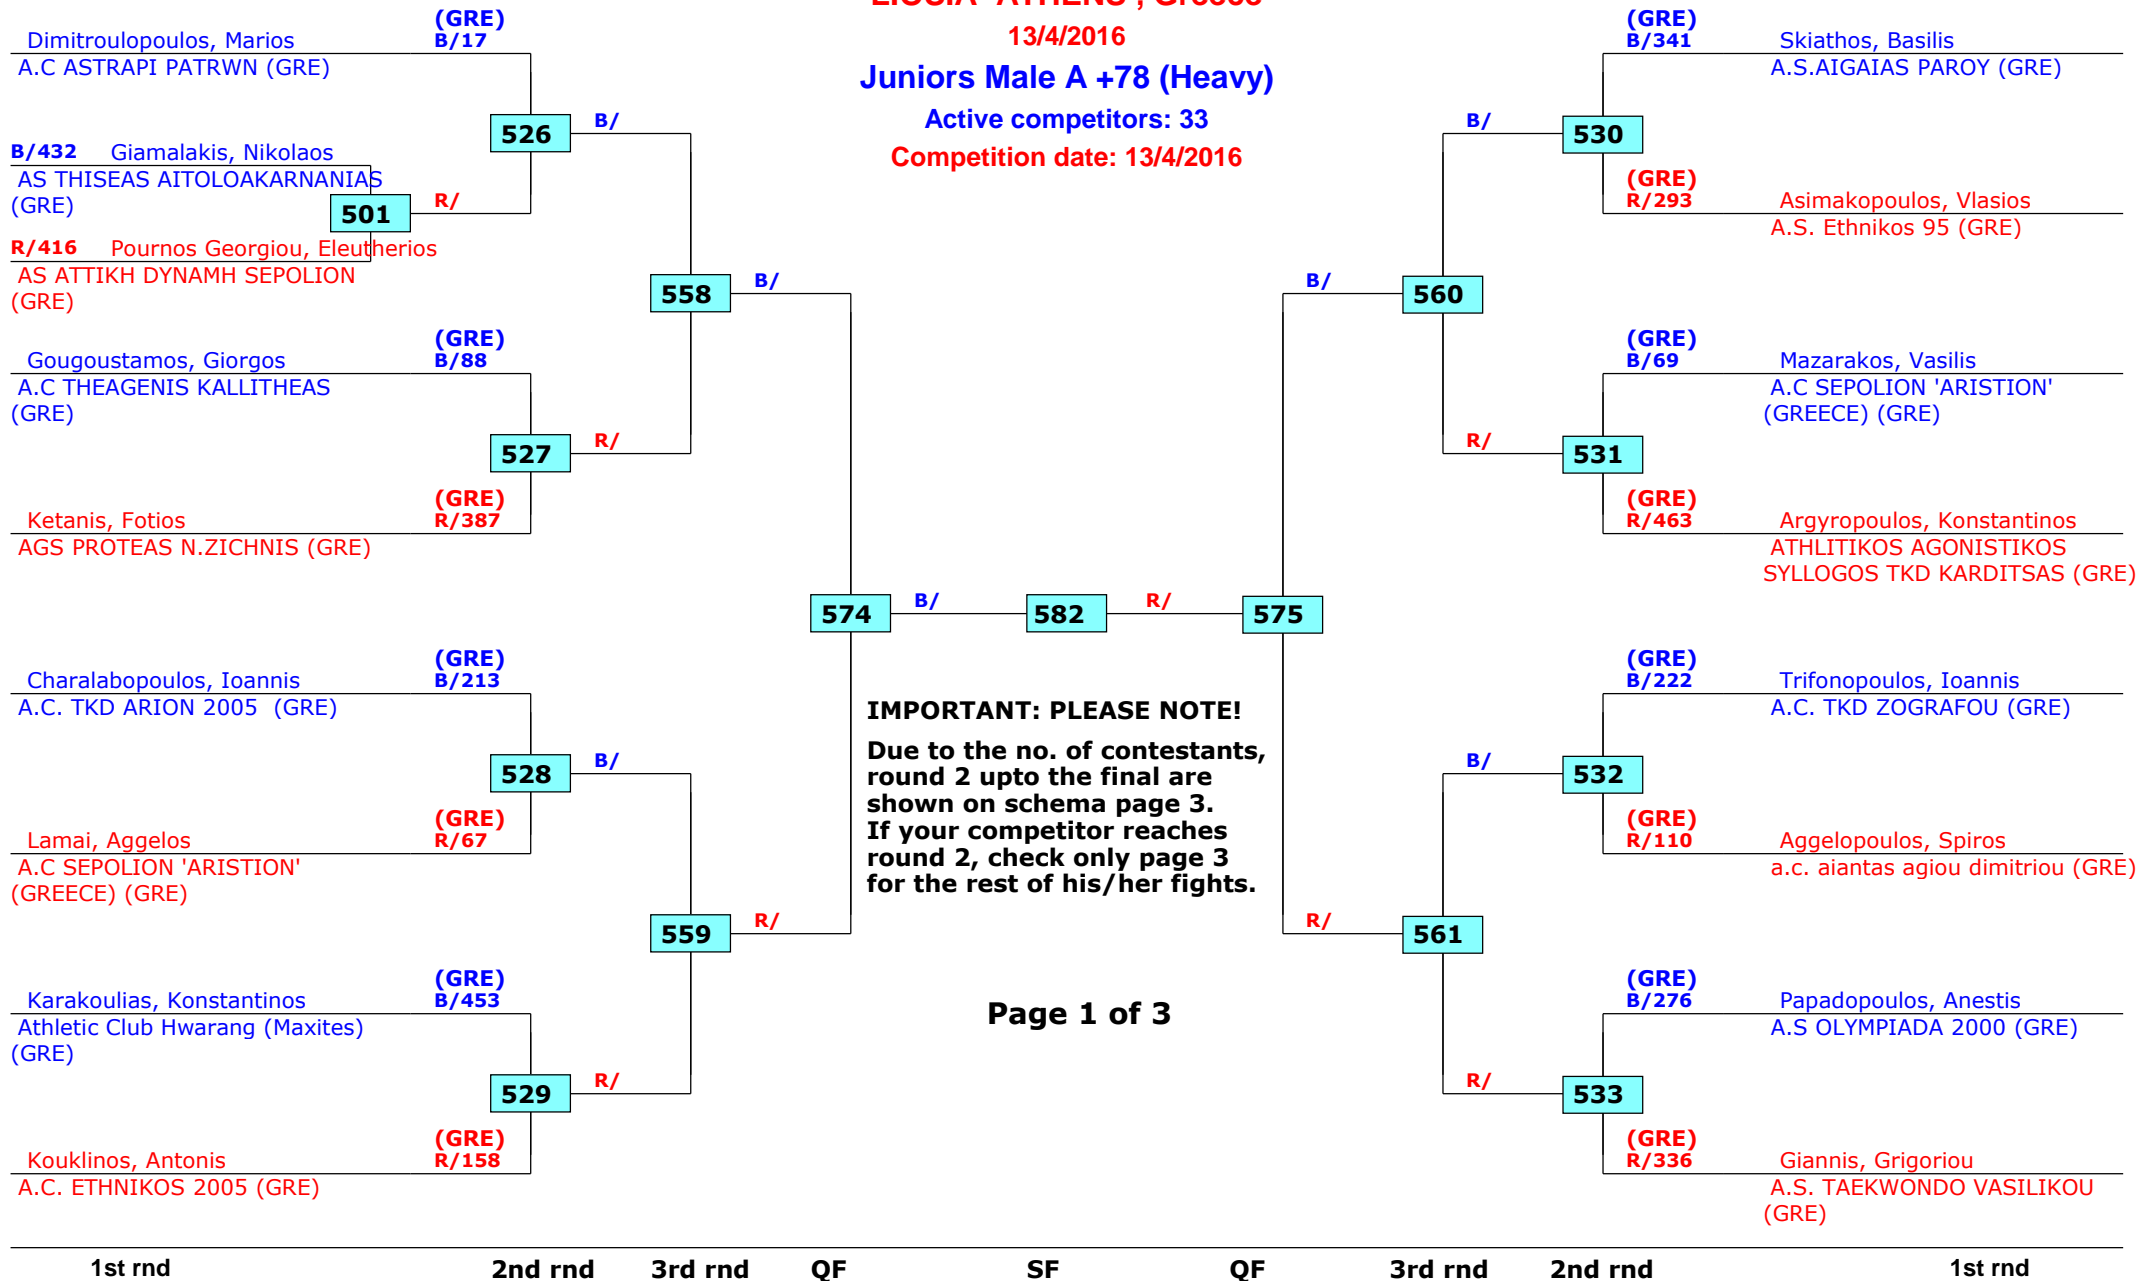 LIOSIA ATHENS , Greece
13/4/2016
Juniors Male A +78 (Heavy)
Active competitors: 33
Competition date: 13/4/2016
(GRE)
Dimitroulopoulos, Marios B/17
A.C ASTRAPI PATRWN (GRE)
526 B/
B/432 Giamalakis, Nikolaos
AS THISEAS AITOLOAKARNANIAS
(GRE)
501 R/
R/416 Pournos Georgiou, Eleutherios
AS ATTIKH DYNAMH SEPOLION
(GRE)
558 B/
(GRE)
Gougoustamos, Giorgos B/88
A.C THEAGENIS KALLITHEAS
(GRE)
527 R/
(GRE)
Ketanis, Fotios R/387
AGS PROTEAS N.ZICHNIS (GRE)
574 B/ 582 R/ 575
(GRE)
Charalabopoulos, Ioannis B/213
A.C. TKD ARION 2005 (GRE)
528 B/
(GRE)
Lamai, Aggelos R/67
A.C SEPOLION 'ARISTION'
(GREECE) (GRE)
559 R/
(GRE)
Karakoulias, Konstantinos B/453
Athletic Club Hwarang (Maxites)
(GRE)
529 R/
(GRE)
Kouklinos, Antonis R/158
A.C. ETHNIKOS 2005 (GRE)
IMPORTANT: PLEASE NOTE!
Due to the no. of contestants,
round 2 upto the final are
shown on schema page 3.
If your competitor reaches
round 2, check only page 3
for the rest of his/her fights.
Page 1 of 3
(GRE)
B/341 Skiathos, Basilis
A.S.AIGAIAS PAROY (GRE)
B/ 530
(GRE)
R/293 Asimakopoulos, Vlasios
A.S. Ethnikos 95 (GRE)
B/ 560
(GRE)
B/69 Mazarakos, Vasilis
A.C SEPOLION 'ARISTION'
(GREECE) (GRE)
R/ 531
(GRE)
R/463 Argyropoulos, Konstantinos
ATHLITIKOS AGONISTIKOS
SYLLOGOS TKD KARDITSAS (GRE)
(GRE)
B/222 Trifonopoulos, Ioannis
A.C. TKD ZOGRAFOU (GRE)
B/ 532
(GRE)
R/110 Aggelopoulos, Spiros
a.c. aiantas agiou dimitriou (GRE)
R/ 561
(GRE)
B/276 Papadopoulos, Anestis
A.S OLYMPIADA 2000 (GRE)
R/ 533
(GRE)
R/336 Giannis, Grigoriou
A.S. TAEKWONDO VASILIKOU
(GRE)
1st rnd 2nd rnd 3rd rnd QF SF QF 3rd rnd 2nd rnd 1st rnd